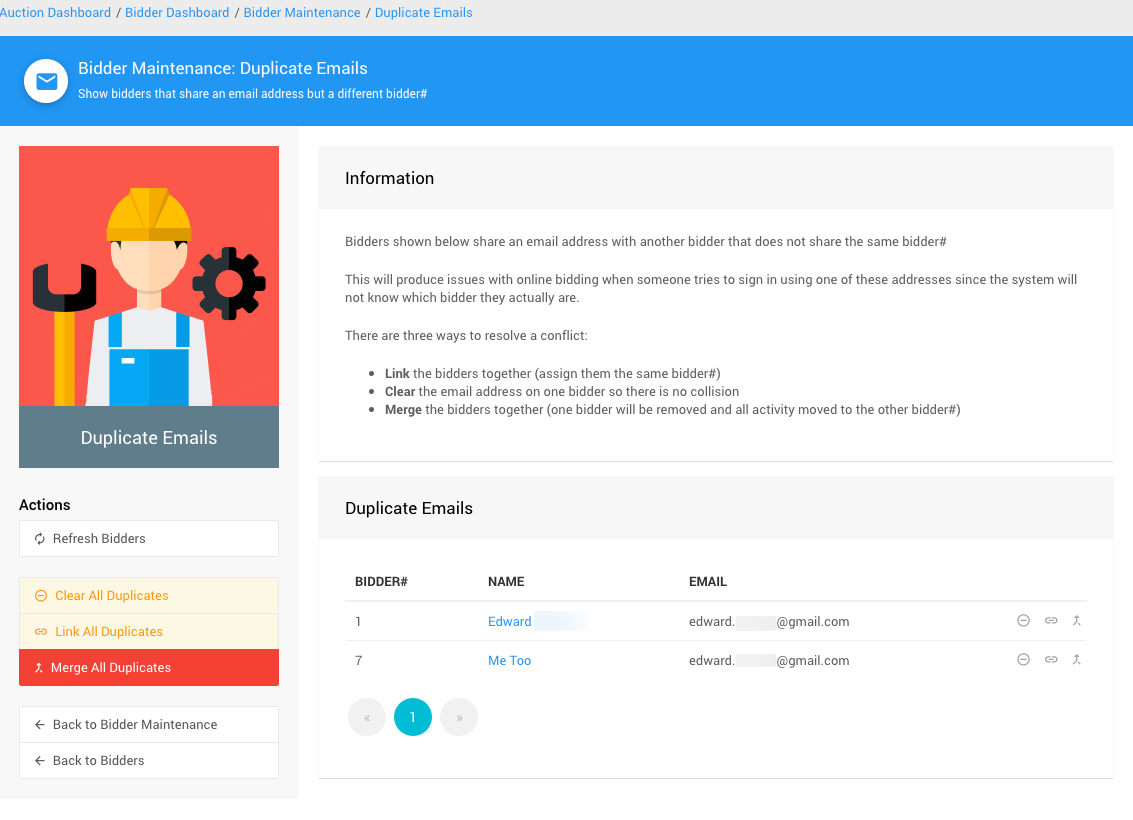 Auction Dashboard / Bidder Dashboard / Bidder Maintenance / Duplicate Emails
Bidder Maintenance: Duplicate Emails
Show bidders that share an email address but a different bidder#
Duplicate Emails
Actions
Refresh Bidders
Clear All Duplicates
Link All Duplicates
Merge All Duplicates
Back to Bidder Maintenance
Back to Bidders
Information
Bidders shown below share an email address with another bidder that does not share the same bidder#
This will produce issues with online bidding when someone tries to sign in using one of these addresses since the system will
not know which bidder they actually are.
There are three ways to resolve a conflict:
• Link the bidders together (assign them the same bidder#)
• Clear the email address on one bidder so there is no collision
• Merge the bidders together (one bidder will be removed and all activity moved to the other bidder#)
Duplicate Emails
BIDDER# NAME EMAIL
1 Edward edward. @gmail.com
7 Me Too edward. @gmail.com
« 1 »